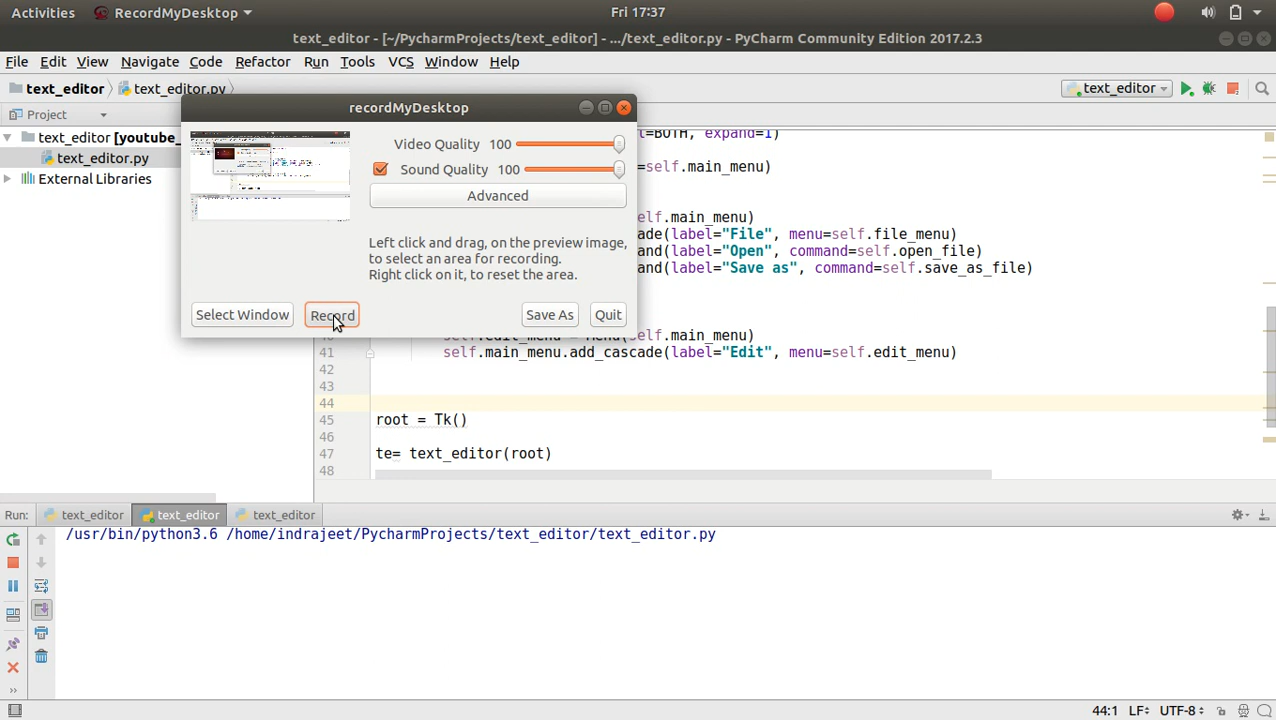 Activities RecordMyDesktop Fri 17:37
text_editor - [~/PycharmProjects/text_editor] - .../text_editor.py - PyCharm Community Edition 2017.2.3
File Edit View Navigate Code Refactor Run Tools VCS Window Help
text_editor text_editor.py text_editor
Project
text_editor [youtube_
text_editor.py
External Libraries
recordMyDesktop
Video Quality 100
Sound Quality 100
Advanced
Left click and drag, on the preview image,
to select an area for recording.
Right click on it, to reset the area.
Select Window Record Save As Quit
=BOTH, expand=1)
=self.main_menu)
elf.main_menu)
ade(label="File", menu=self.file_menu)
and(label="Open", command=self.open_file)
and(label="Save as", command=self.save_as_file)
self.edit_menu = Menu(self.main_menu)
41 self.main_menu.add_cascade(label="Edit", menu=self.edit_menu)
42
43
44
45 root = Tk()
46
47 te= text_editor(root)
48
Run: text_editor text_editor text_editor
/usr/bin/python3.6 /home/indrajeet/PycharmProjects/text_editor/text_editor.py
44:1 LF÷ UTF-8÷